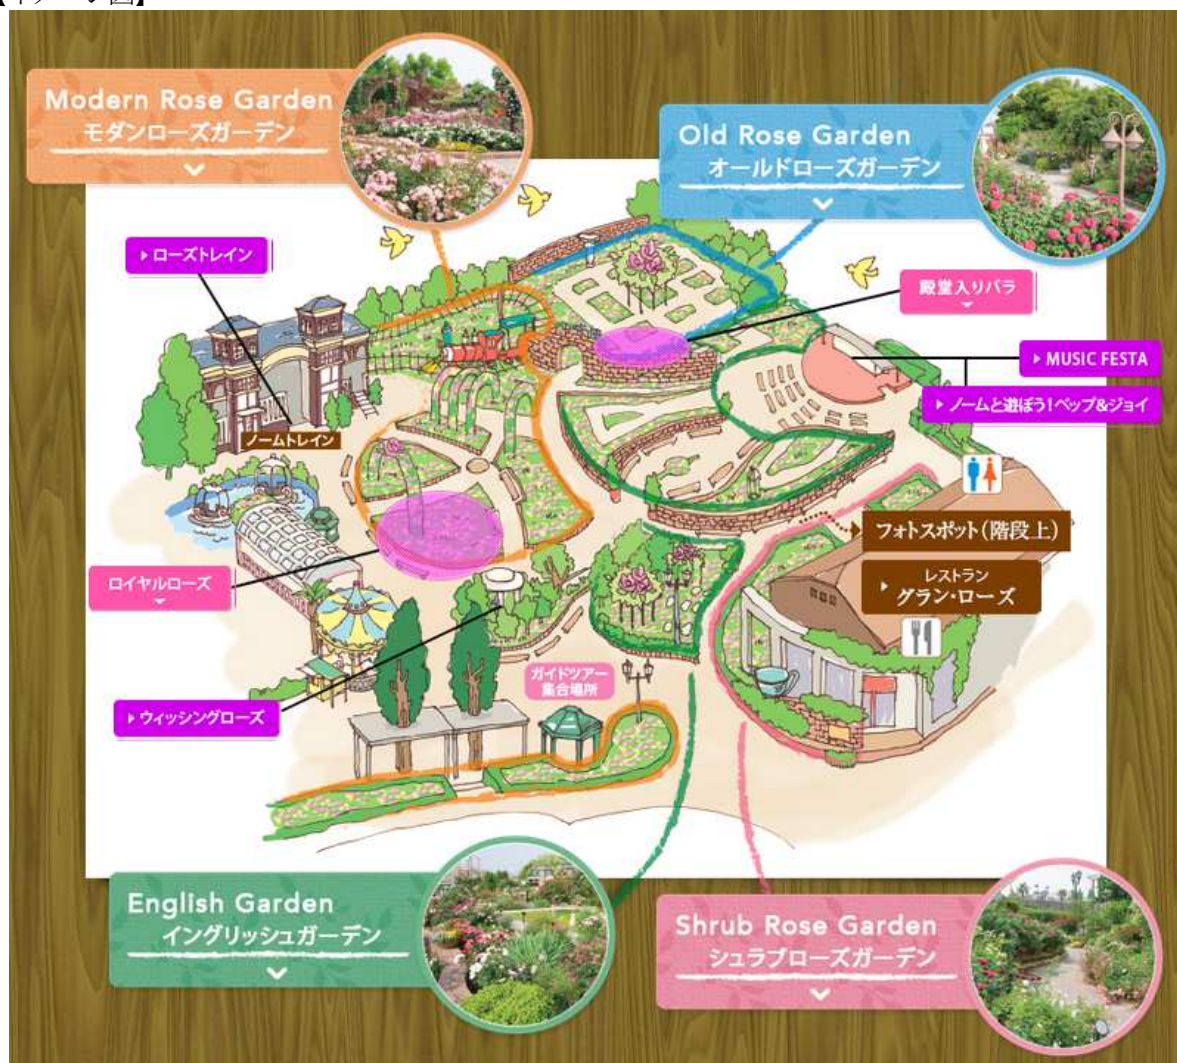 【イメージ図】
Modern Rose Garden
モダンローズガーデン
Old Rose Garden
オールドローズガーデン
ローズトレイン
殿堂入りバラ
MUSIC FESTA
ノームと遊ぼう！ペップ&ジョイ
ノームトレイン
フォトスポット（階段上）
レストラン
グラン・ローズ
ロイヤルローズ
ガイドツアー
集合場所
ウィッシングローズ
English Garden
イングリッシュガーデン
Shrub Rose Garden
シュラブローズガーデン